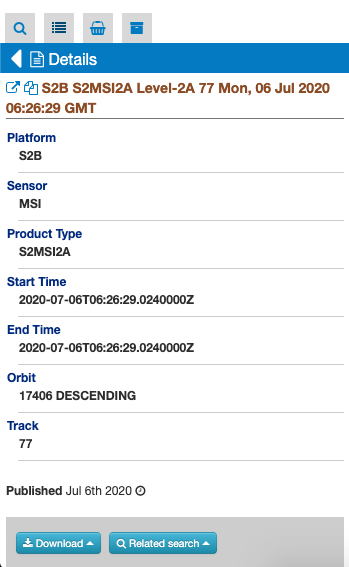 Details
S2B S2MSI2A Level-2A 77 Mon, 06 Jul 2020
06:26:29 GMT
Platform
S2B
Sensor
MSI
Product Type
S2MSI2A
Start Time
2020-07-06T06:26:29.0240000Z
End Time
2020-07-06T06:26:29.0240000Z
Orbit
17406 DESCENDING
Track
77
Published Jul 6th 2020
Download
Related search